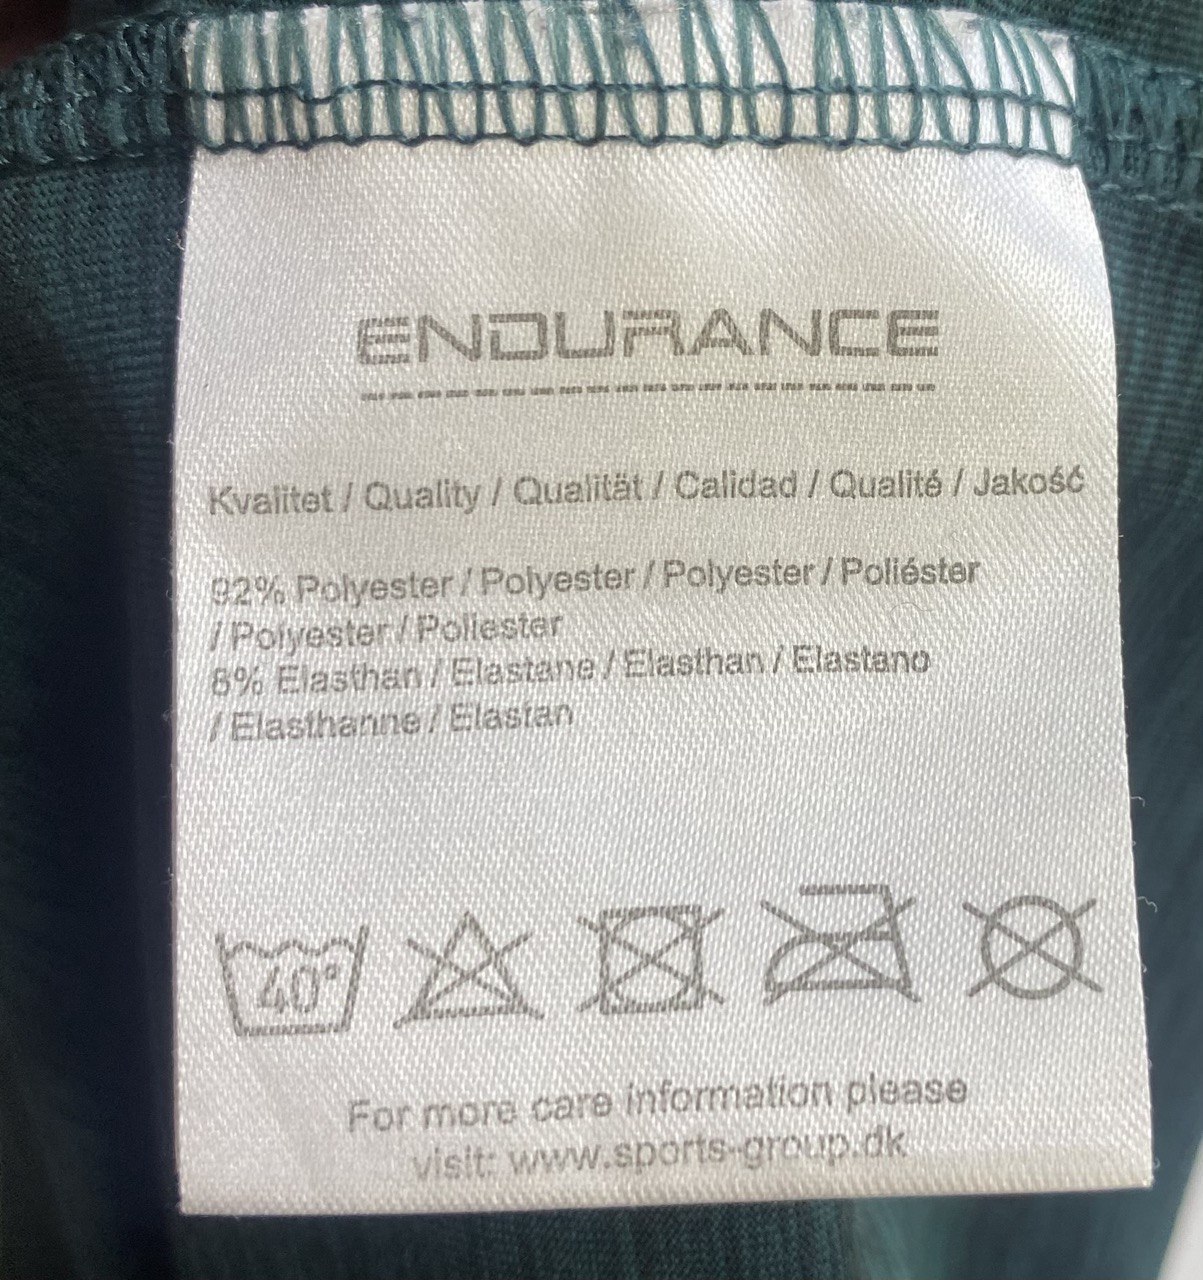 ENDURANCE
Kvalitet / Quality / Qualität / Calidad / Qualité / Jakość
92% Polyester / Polyester / Polyester / Poliéster
/ Polyester / Poliester
8% Elasthan / Elastane / Elasthan / Elastano
/ Elasthanne / Elastan
40°
For more care information please
visit: www.sports-group.dk